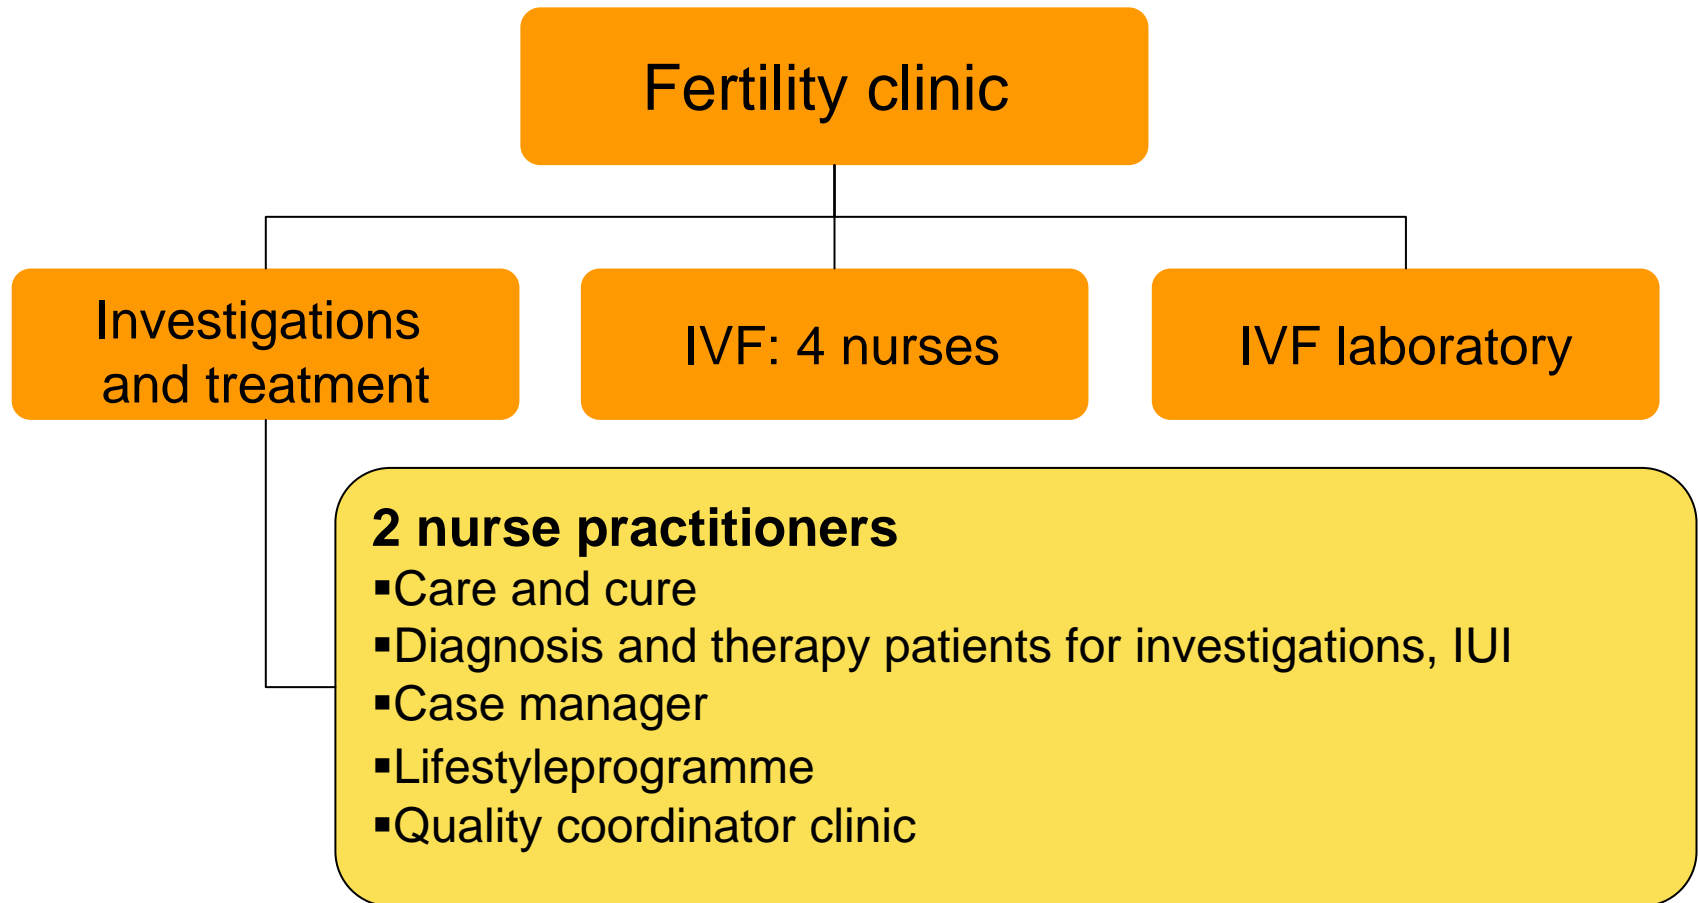 Fertility clinic
Investigations
and treatment
IVF: 4 nurses
IVF laboratory
2 nurse practitioners
▪Care and cure
▪Diagnosis and therapy patients for investigations, IUI
▪Case manager
▪Lifestyleprogramme
▪Quality coordinator clinic